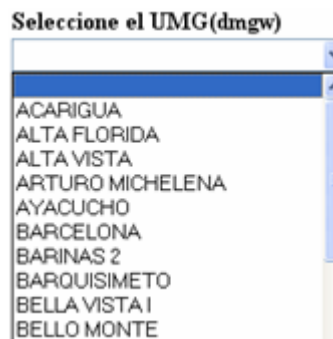 Seleccione el UMG(dmgw)
ACARIGUA
ALTA FLORIDA
ALTA VISTA
ARTURO MICHELENA
AYACUCHO
BARCELONA
BARINAS 2
BARQUISIMETO
BELLA VISTA I
BELLO MONTE